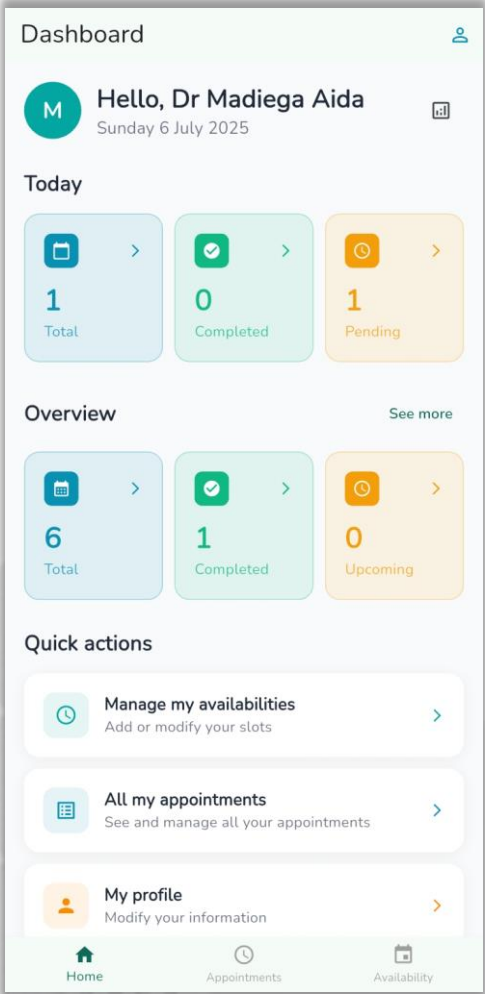 Dashboard
M
Hello, Dr Madiega Aida
Sunday 6 July 2025
Today
1
Total
0
Completed
1
Pending
Overview
See more
6
Total
1
Completed
0
Upcoming
Quick actions
Manage my availabilities
Add or modify your slots
All my appointments
See and manage all your appointments
My profile
Modify your information
Home
Appointments
Availability